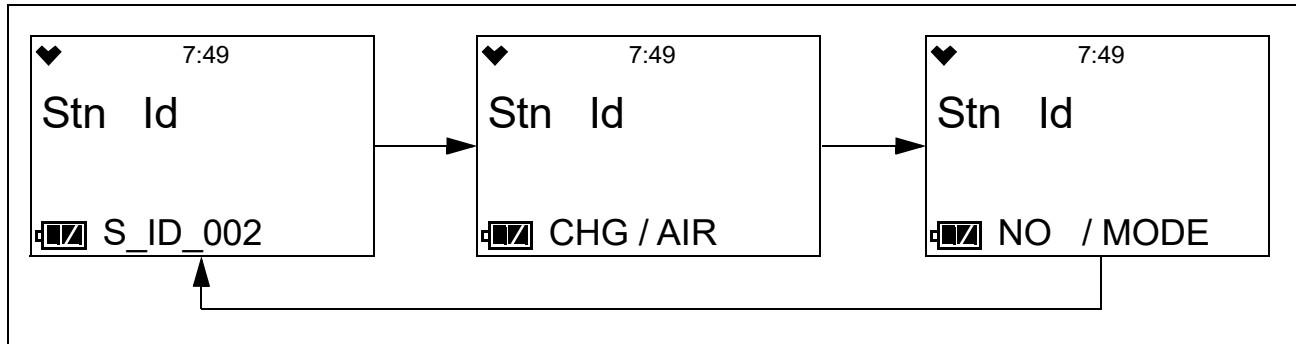 7:49
Stn Id
S_ID_002
7:49
Stn Id
CHG / AIR
7:49
Stn Id
NO / MODE